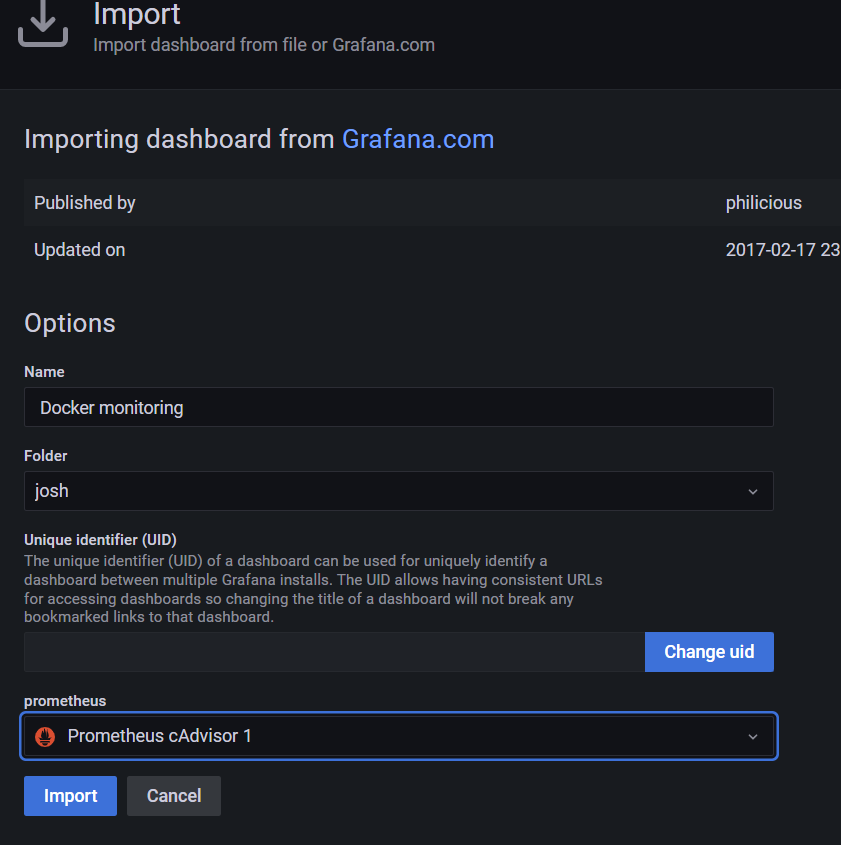 Import
Import dashboard from file or Grafana.com
Importing dashboard from Grafana.com
Published by philicious
Updated on 2017-02-17 23
Options
Name
Docker monitoring
Folder
josh
Unique identifier (UID)
The unique identifier (UID) of a dashboard can be used for uniquely identify a
dashboard between multiple Grafana installs. The UID allows having consistent URLs
for accessing dashboards so changing the title of a dashboard will not break any
bookmarked links to that dashboard.
Change uid
prometheus
Prometheus cAdvisor 1
Import Cancel